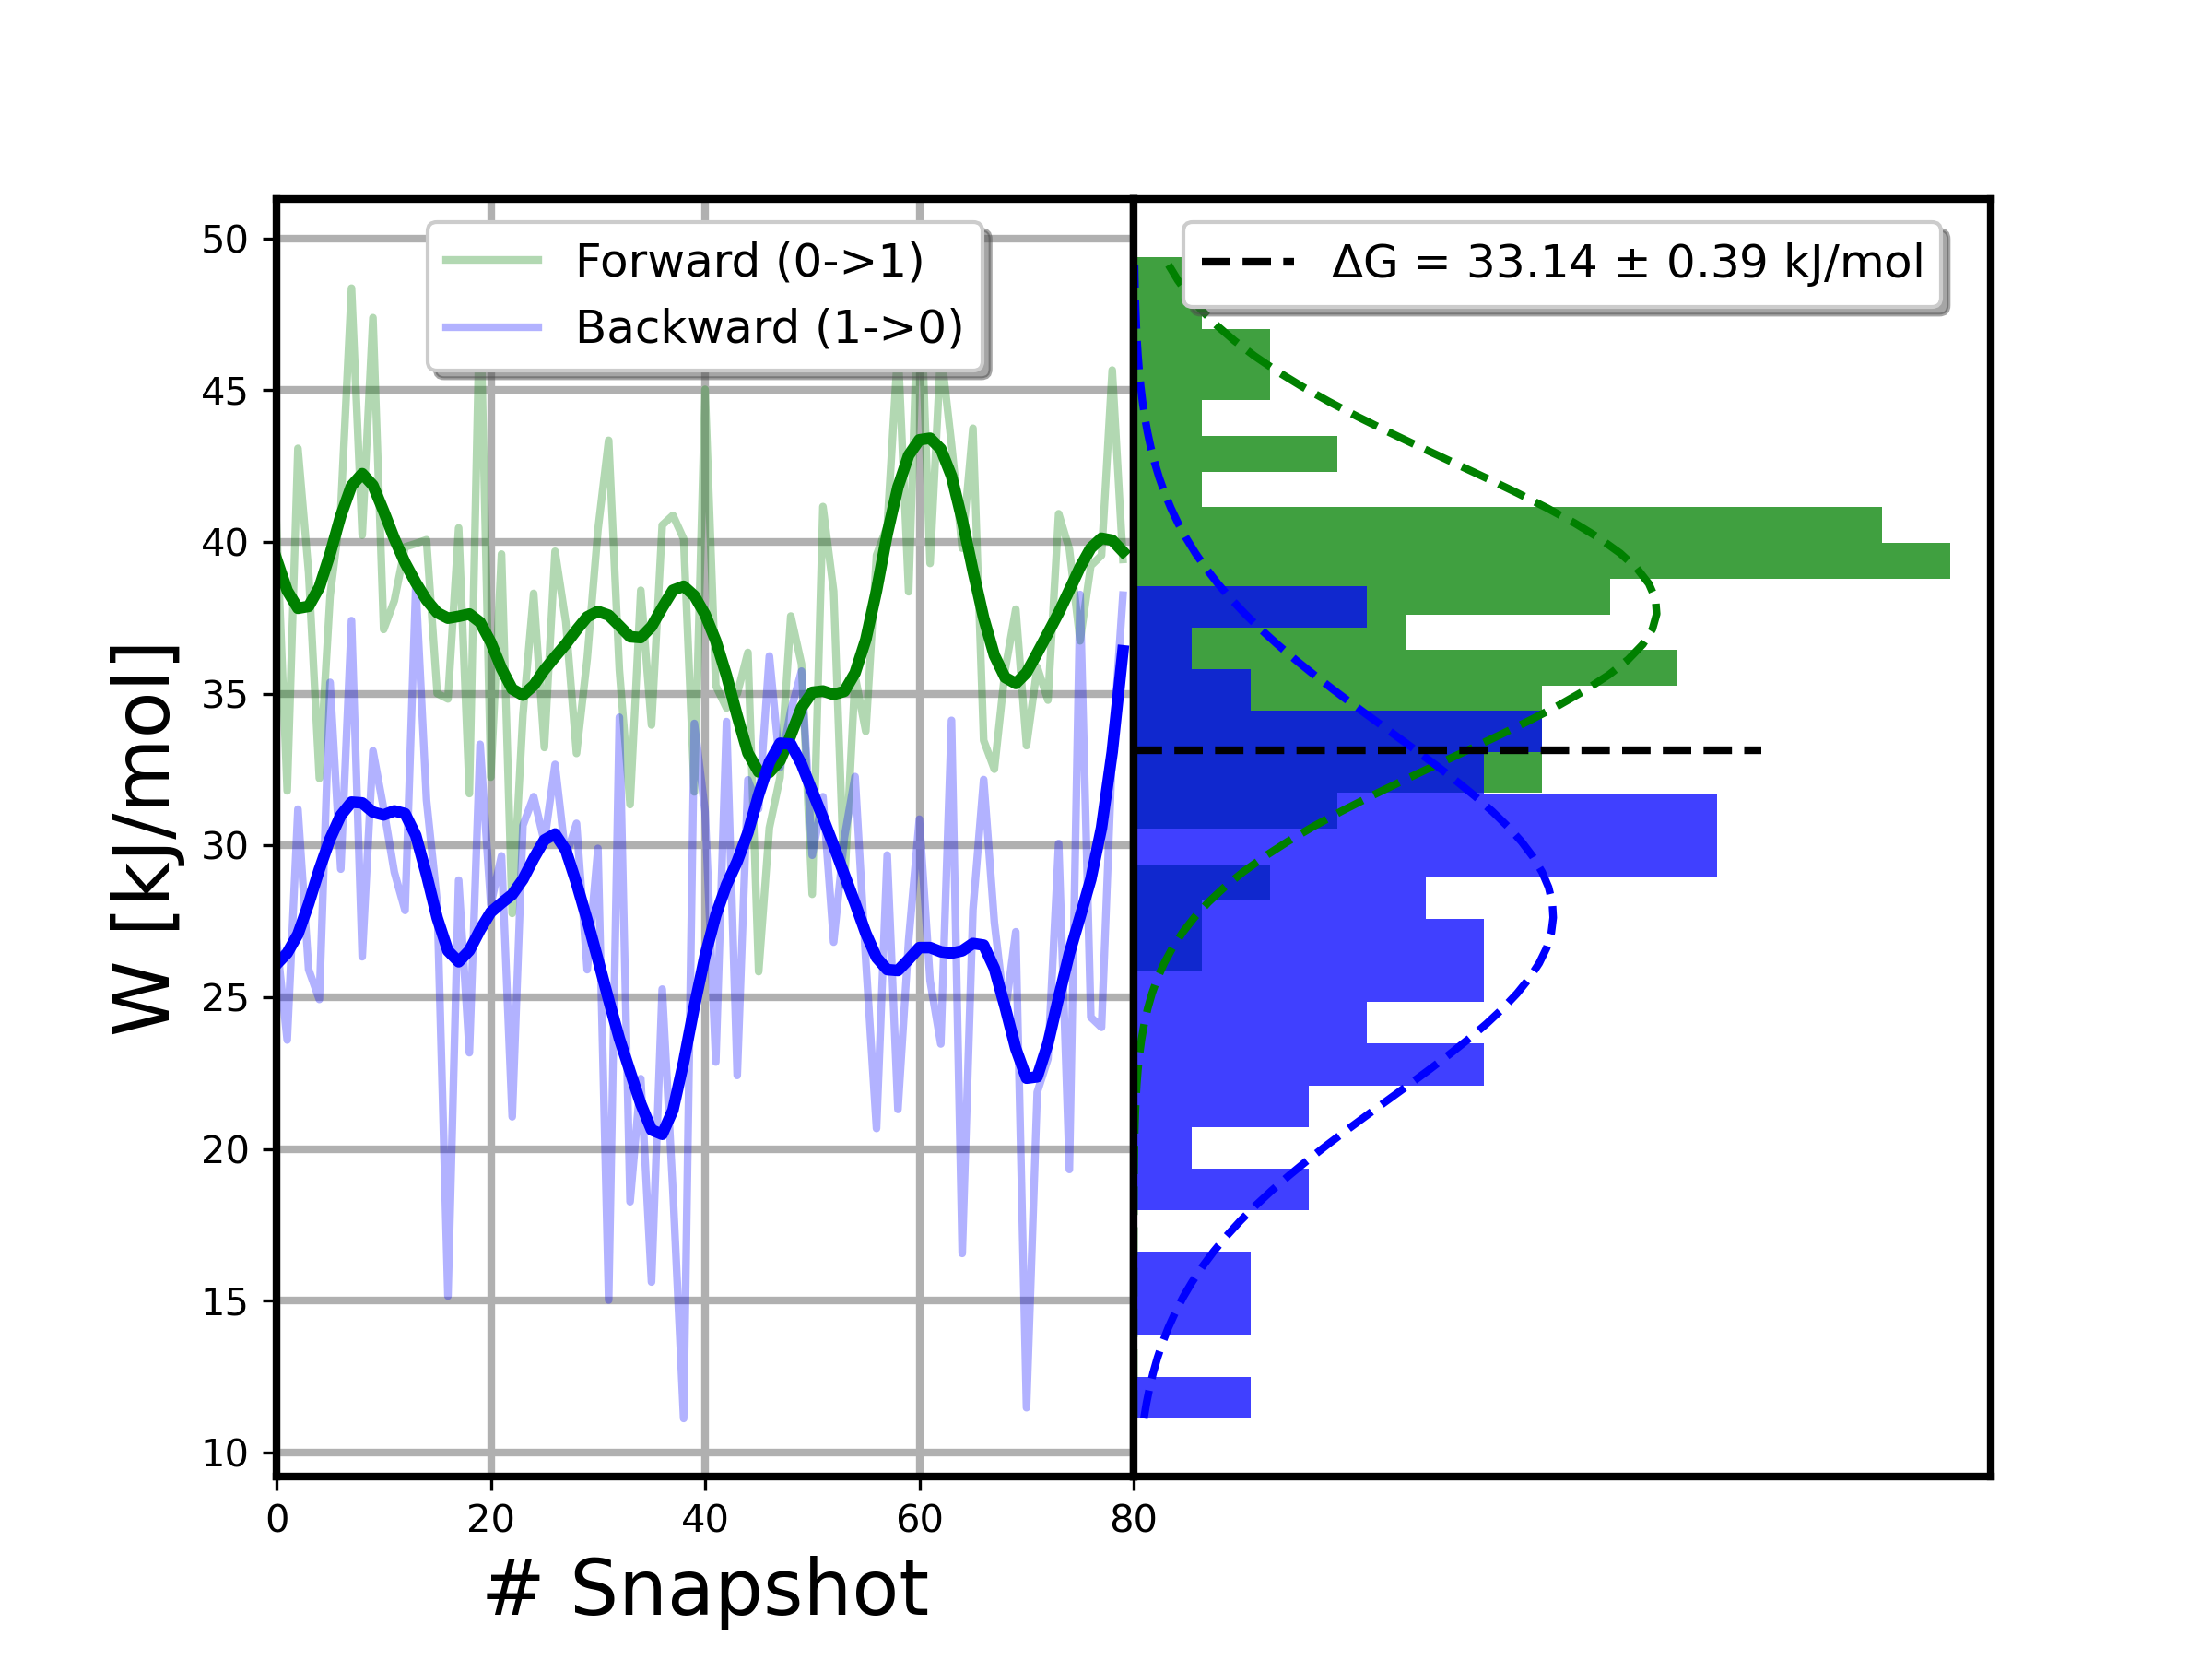 Forward (0->1)
Backward (1->0)
ΔG = 33.14 ± 0.39 kJ/mol
W [kJ/mol]
50
45
40
35
30
25
20
15
10
0 20 40 60 80
# Snapshot